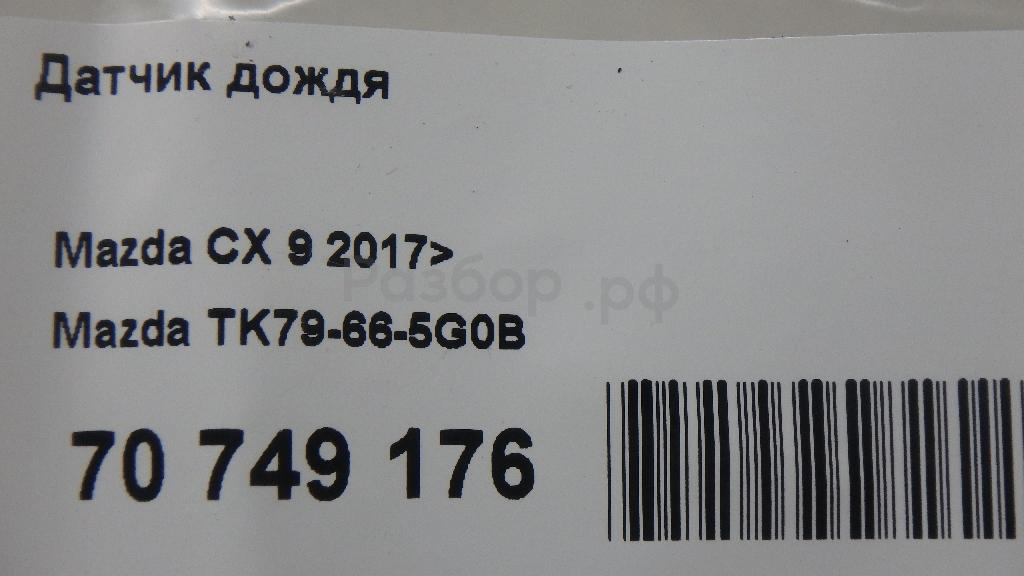 Датчик дождя
Mazda CX 9 2017>
Разбор.рф
Mazda TK79-66-5G0B
70 749 176